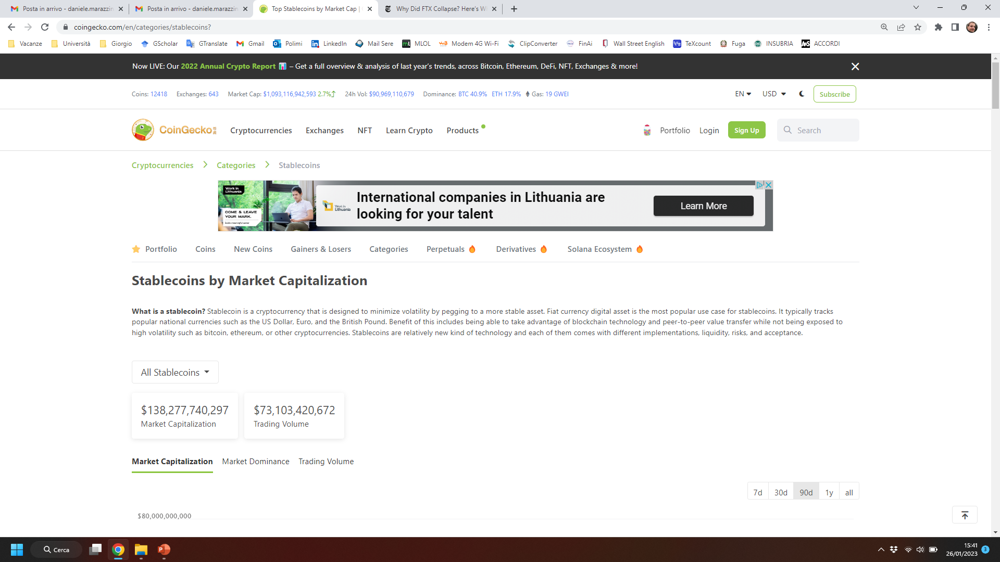 Posta in arrivo - daniele.marazzin
Posta in arrivo - daniele.marazzin
Top Stablecoins by Market Cap |
Why Did FTX Collapse? Here's W
coingecko.com/en/categories/stablecoins?
Vacanze Università Giorgio GScholar GTranslate Gmail Polimi LinkedIn Mail Sere MLOL Modem 4G Wi-Fi ClipConverter FinAi Wall Street English TeXcount Fuga INSUBRIA ACCORDI
Now LIVE: Our 2022 Annual Crypto Report – Get a full overview & analysis of last year's trends, across Bitcoin, Ethereum, DeFi, NFT, Exchanges & more!
Coins: 12418 Exchanges: 643 Market Cap: $1,093,116,942,593 2.7% 24h Vol: $90,969,110,679 Dominance: BTC 40.9% ETH 17.9% Gas: 19 GWEI
EN USD Subscribe
CoinGecko Cryptocurrencies Exchanges NFT Learn Crypto Products Portfolio Login Sign Up Search
Cryptocurrencies Categories Stablecoins
Work in
Lithuania
COME & LEAVE
YOUR MARK.
Build a meaningful career
Work in
Lithuania
International companies in Lithuania are
looking for your talent
Learn More
Portfolio Coins New Coins Gainers & Losers Categories Perpetuals Derivatives Solana Ecosystem
Stablecoins by Market Capitalization
What is a stablecoin? Stablecoin is a cryptocurrency that is designed to minimize volatility by pegging to a more stable asset. Fiat currency digital asset is the most popular use case for stablecoins. It typically tracks
popular national currencies such as the US Dollar, Euro, and the British Pound. Benefit of this includes being able to take advantage of blockchain technology and peer-to-peer value transfer while not being exposed to
high volatility such as bitcoin, ethereum, or other cryptocurrencies. Stablecoins are relatively new kind of technology and each of them comes with different implementations, liquidity, risks, and acceptance.
All Stablecoins
$138,277,740,297
Market Capitalization
$73,103,420,672
Trading Volume
Market Capitalization Market Dominance Trading Volume
7d 30d 90d 1y all
$80,000,000,000
Cerca
15:41
26/01/2023
3